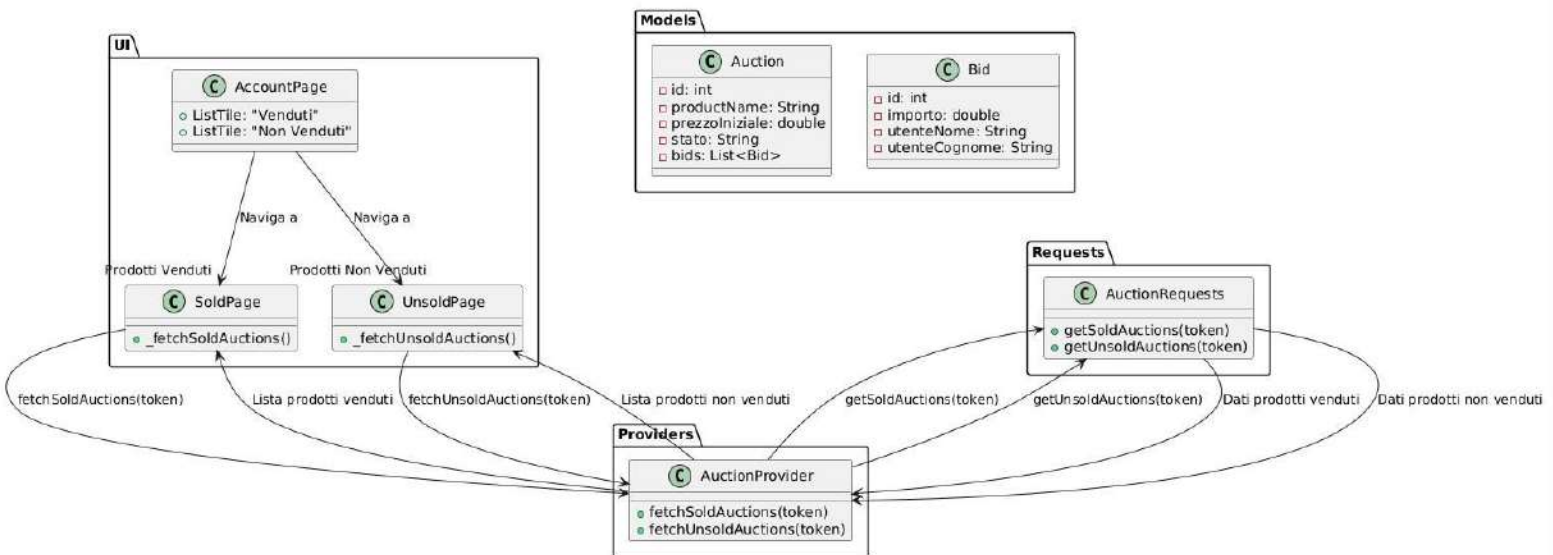 Models
UI
C Auction
id: int
productName: String
prezzoIniziale: double
stato: String
bids: List<Bid>
C Bid
id: int
importo: double
utenteNome: String
utenteCognome: String
C AccountPage
ListTile: "Venduti"
ListTile: "Non Venduti"
Naviga a
Naviga a
Prodotti Venduti
Prodotti Non Venduti
C SoldPage
_fetchSoldAuctions()
C UnsoldPage
_fetchUnsoldAuctions()
Requests
C AuctionRequests
getSoldAuctions(token)
getUnsoldAuctions(token)
fetchSoldAuctions(token)
Lista prodotti venduti
fetchUnsoldAuctions(token)
Lista prodotti non venduti
getSoldAuctions(token)
getUnsoldAuctions(token)
Dati prodotti venduti
Dati prodotti non venduti
Providers
C AuctionProvider
fetchSoldAuctions(token)
fetchUnsoldAuctions(token)